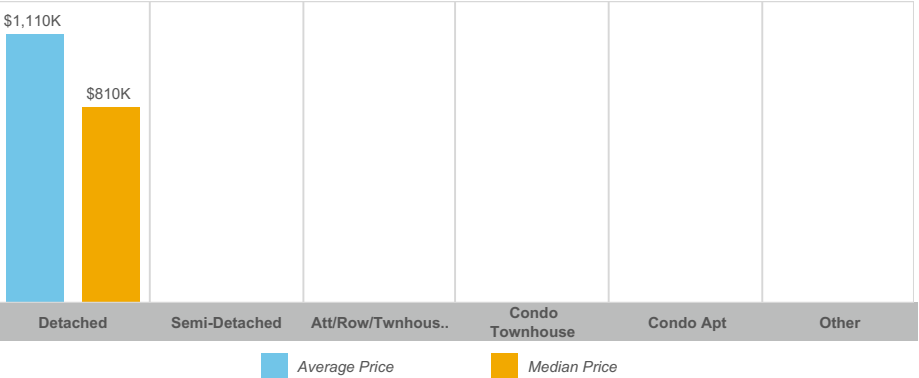 $1,110K
$810K
Detached
Semi-Detached
Att/Row/Twnhous..
Condo
Townhouse
Condo Apt
Other
Average Price
Median Price